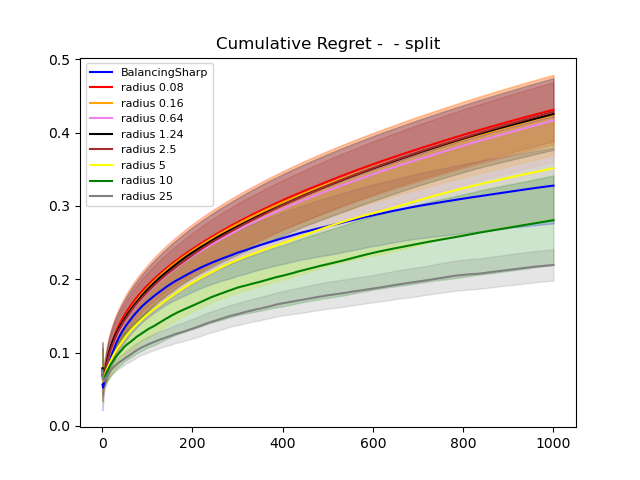 Cumulative Regret -  - split
BalancingSharp
radius 0.08
radius 0.16
radius 0.64
radius 1.24
radius 2.5
radius 5
radius 10
radius 25
0.5
0.4
0.3
0.2
0.1
0.0
0 200 400 600 800 1000